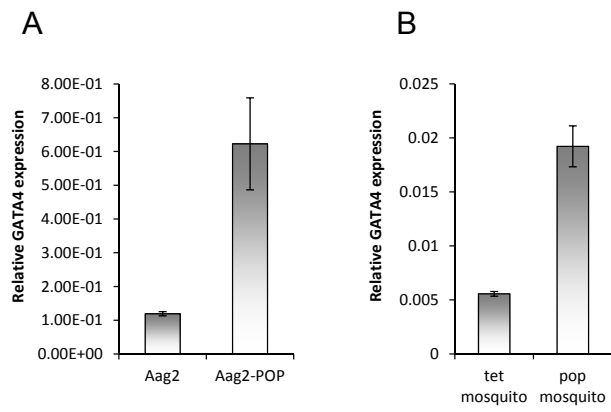 A
Relative GATA4 expression
8.00E-01
7.00E-01
6.00E-01
5.00E-01
4.00E-01
3.00E-01
2.00E-01
1.00E-01
0.00E+00
Aag2
Aag2-POP
B
Relative GATA4 expression
0.025
0.02
0.015
0.01
0.005
0
tet
mosquito
pop
mosquito